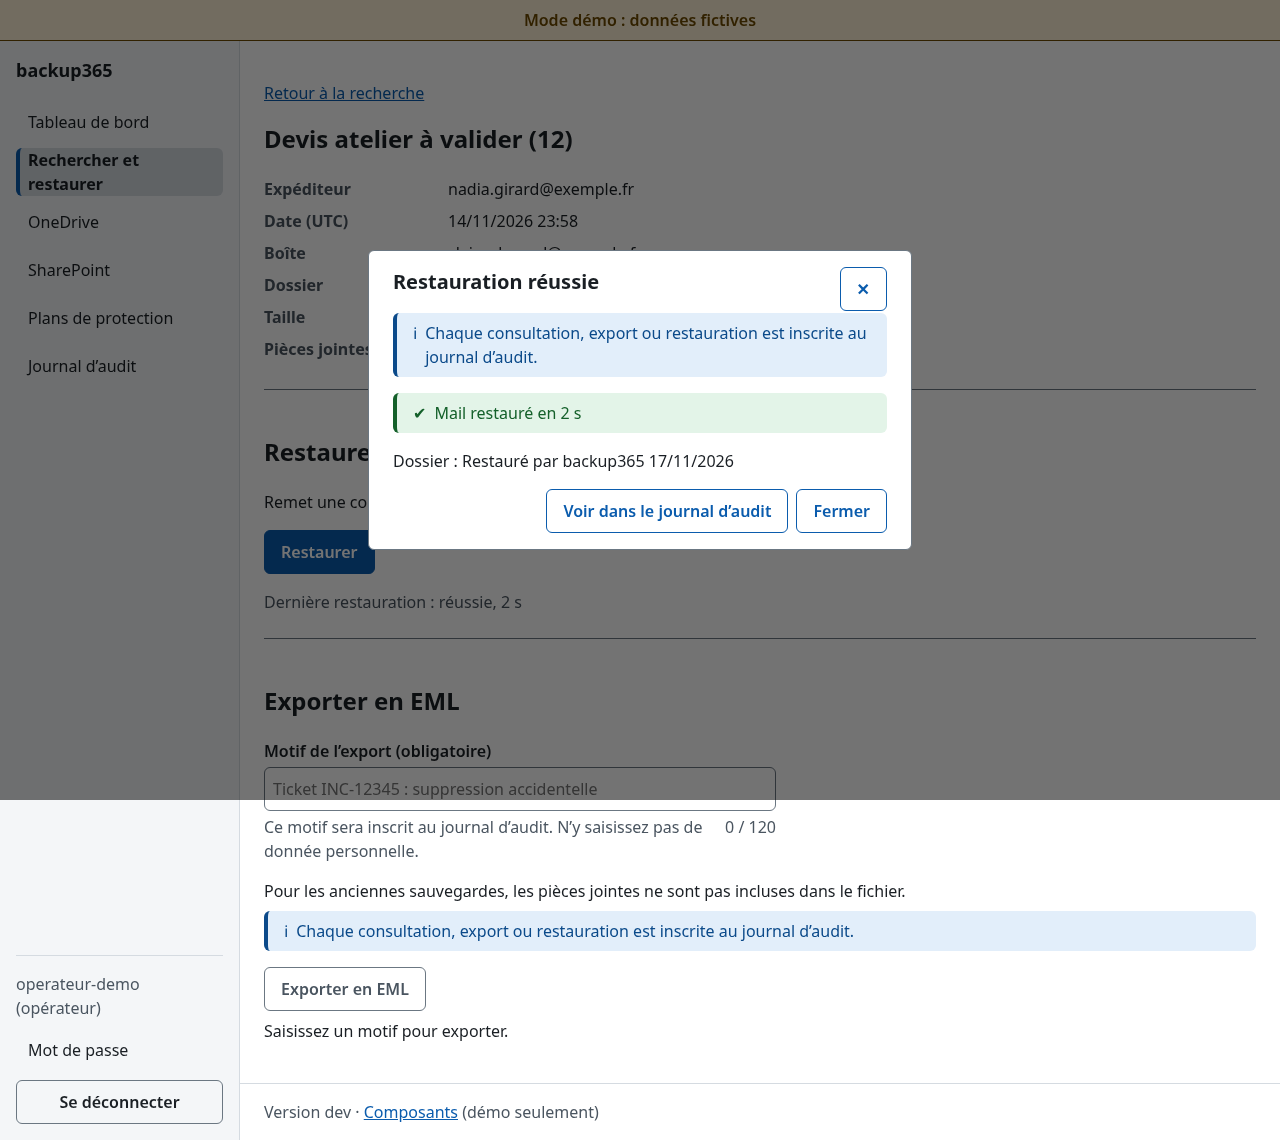 Mode démo : données fictives
backup365
Tableau de bord
Rechercher et
restaurer
OneDrive
SharePoint
Plans de protection
Journal d’audit
operateur-demo
(opérateur)
Mot de passe
Se déconnecter
Retour à la recherche
Devis atelier à valider (12)
Expéditeur nadia.girard@exemple.fr
Date (UTC) 14/11/2026 23:58
Boîte
Dossier
Taille
Pièces jointes
Restauration réussie
×
i Chaque consultation, export ou restauration est inscrite au
journal d’audit.
✔ Mail restauré en 2 s
Dossier : Restauré par backup365 17/11/2026
Voir dans le journal d’audit
Fermer
Remet une
Restaurer
Dernière restauration : réussie, 2 s
Exporter en EML
Motif de l’export (obligatoire)
Ticket INC-12345 : suppression accidentelle
Ce motif sera inscrit au journal d’audit. N’y saisissez pas de 0 / 120
donnée personnelle.
Pour les anciennes sauvegardes, les pièces jointes ne sont pas incluses dans le fichier.
i Chaque consultation, export ou restauration est inscrite au journal d’audit.
Exporter en EML
Saisissez un motif pour exporter.
Version dev · Composants (démo seulement)